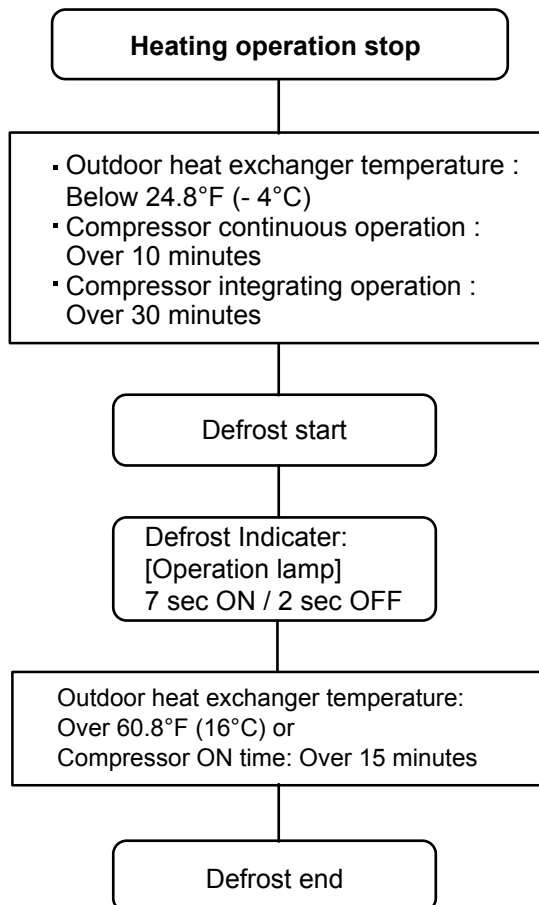 Heating operation stop
▪ Outdoor heat exchanger temperature :
Below 24.8°F (- 4°C)
▪ Compressor continuous operation :
Over 10 minutes
▪ Compressor integrating operation :
Over 30 minutes
Defrost start
Defrost Indicater:
[Operation lamp]
7 sec ON / 2 sec OFF
Outdoor heat exchanger temperature:
Over 60.8°F (16°C) or
Compressor ON time: Over 15 minutes
Defrost end